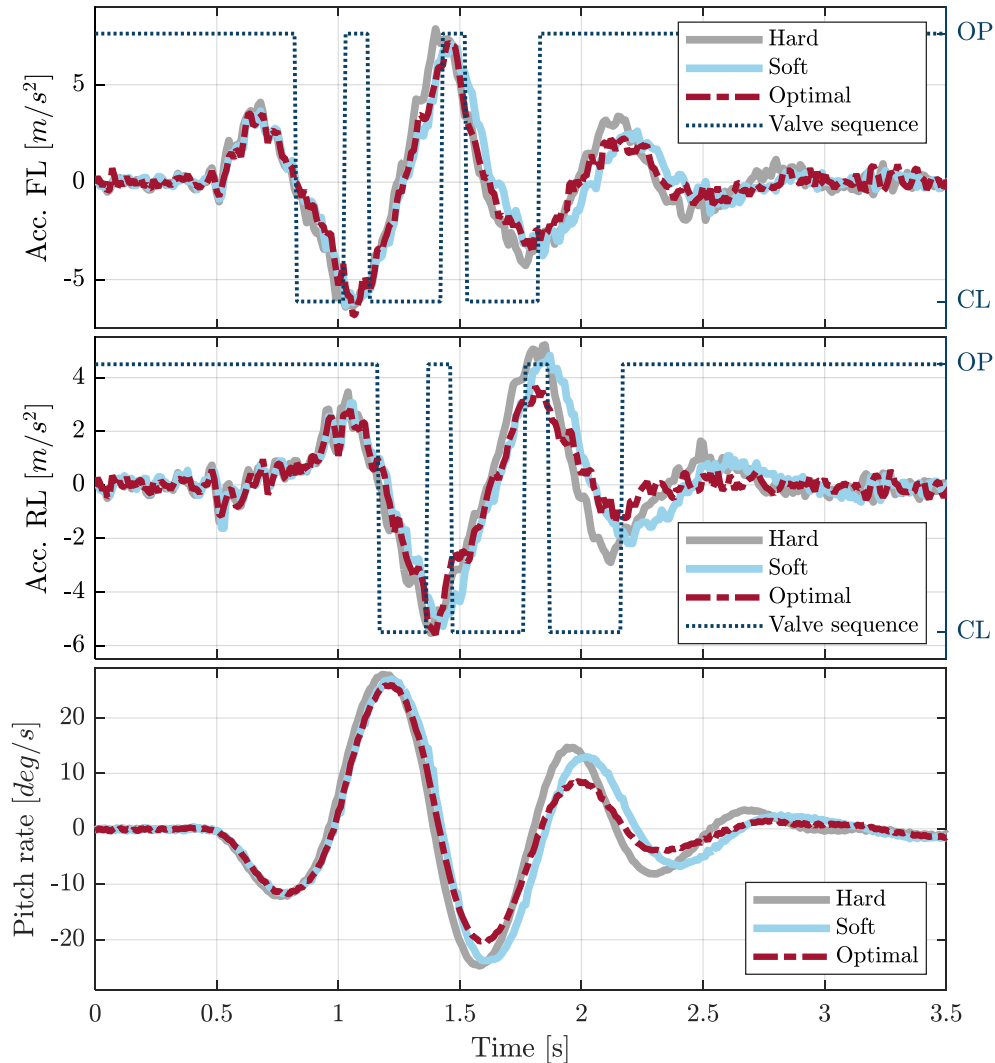 OP
Hard
Soft
Optimal
Valve sequence
Acc. FL [m/s²]
5
0
-5
CL
OP
4
2
0
-2
-4
-6
Acc. RL [m/s²]
Hard
Soft
Optimal
Valve sequence
CL
20
10
0
-10
-20
Pitch rate [deg/s]
Hard
Soft
Optimal
0 0.5 1 1.5 2 2.5 3 3.5
Time [s]